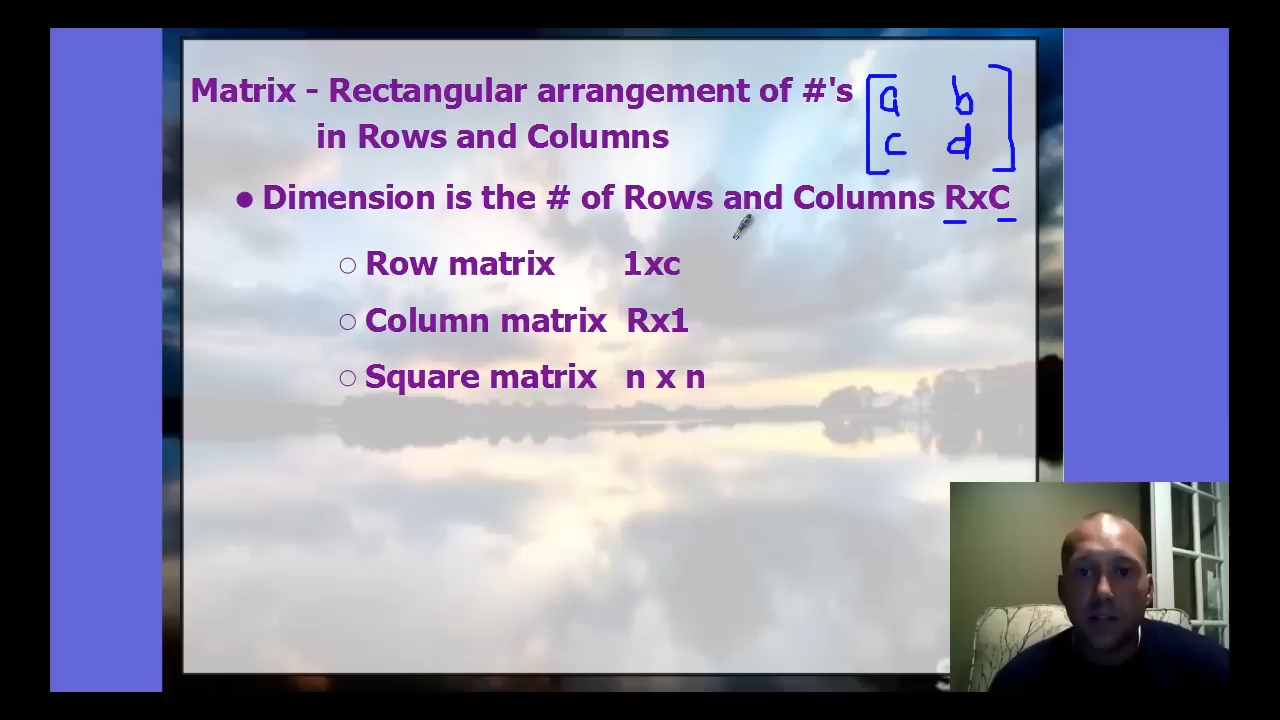 Matrix - Rectangular arrangement of #'s
in Rows and Columns
[a b
c d]
• Dimension is the # of Rows and Columns RxC
○ Row matrix 1xc
○ Column matrix Rx1
○ Square matrix n x n